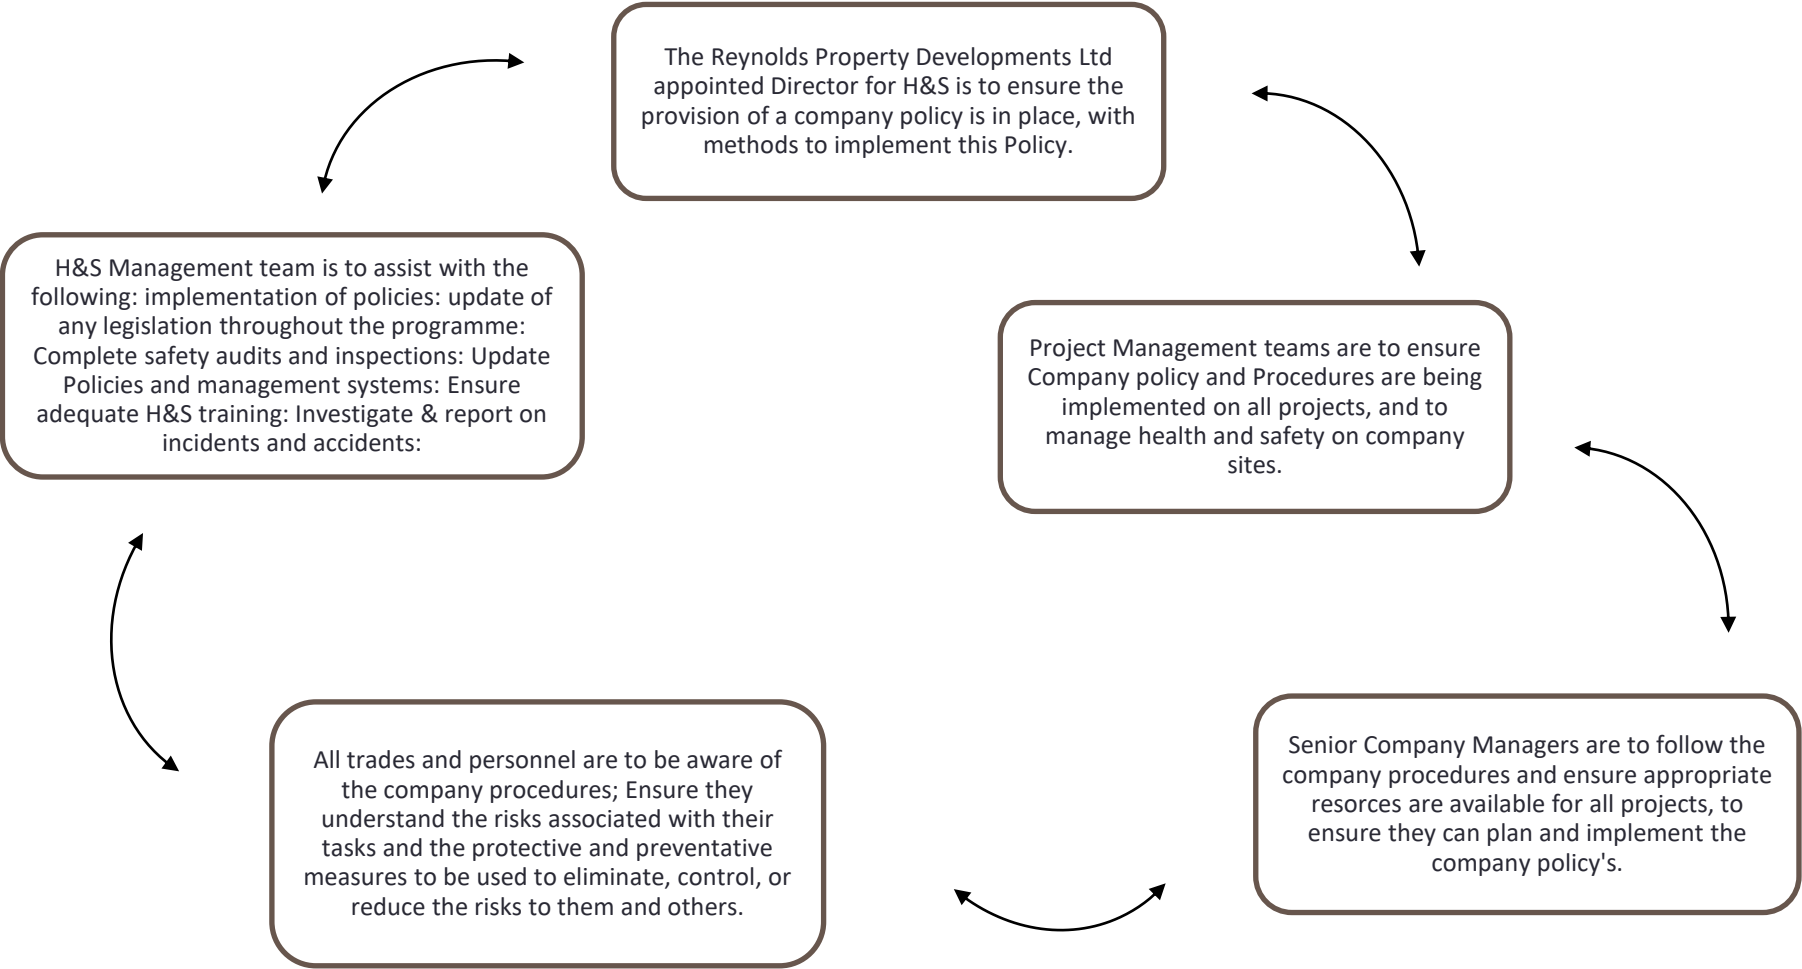 The Reynolds Property Developments Ltd
appointed Director for H&S is to ensure the
provision of a company policy is in place, with
methods to implement this Policy.
Project Management teams are to ensure
Company policy and Procedures are being
implemented on all projects, and to
manage health and safety on company
sites.
Senior Company Managers are to follow the
company procedures and ensure appropriate
resorces are available for all projects, to
ensure they can plan and implement the
company policy's.
All trades and personnel are to be aware of
the company procedures; Ensure they
understand the risks associated with their
tasks and the protective and preventative
measures to be used to eliminate, control, or
reduce the risks to them and others.
H&S Management team is to assist with the
following: implementation of policies: update of
any legislation throughout the programme:
Complete safety audits and inspections: Update
Policies and management systems: Ensure
adequate H&S training: Investigate & report on
incidents and accidents: